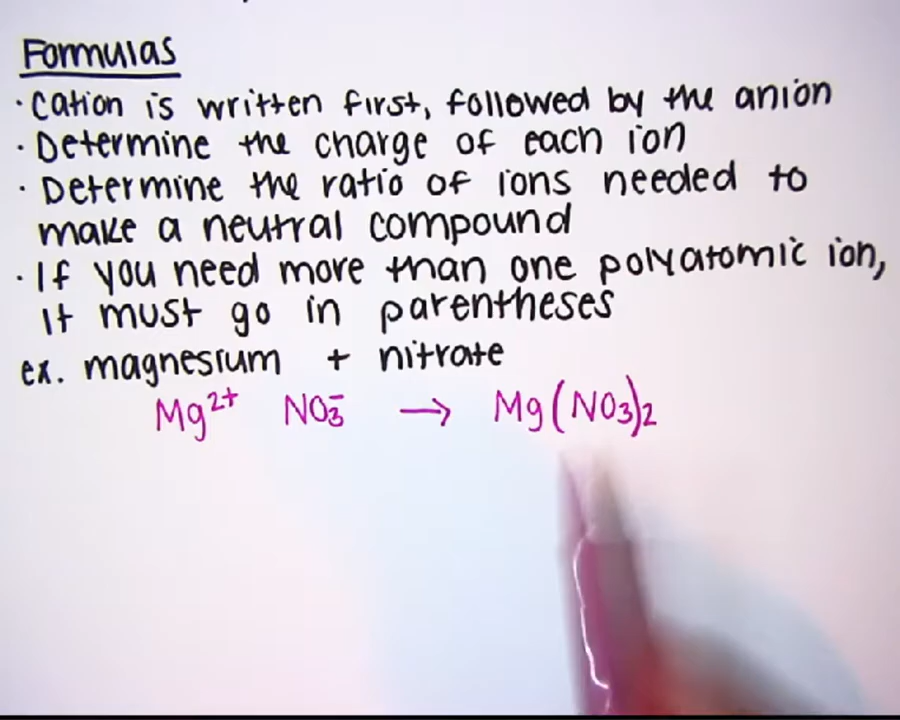 Formulas
· Cation is written first, followed by the anion
· Determine the charge of each ion
· Determine the ratio of ions needed to
make a neutral compound
· If you need more than one polyatomic ion,
it must go in parentheses
ex. magnesium + nitrate
Mg²⁺ NO₃⁻ → Mg(NO₃)₂